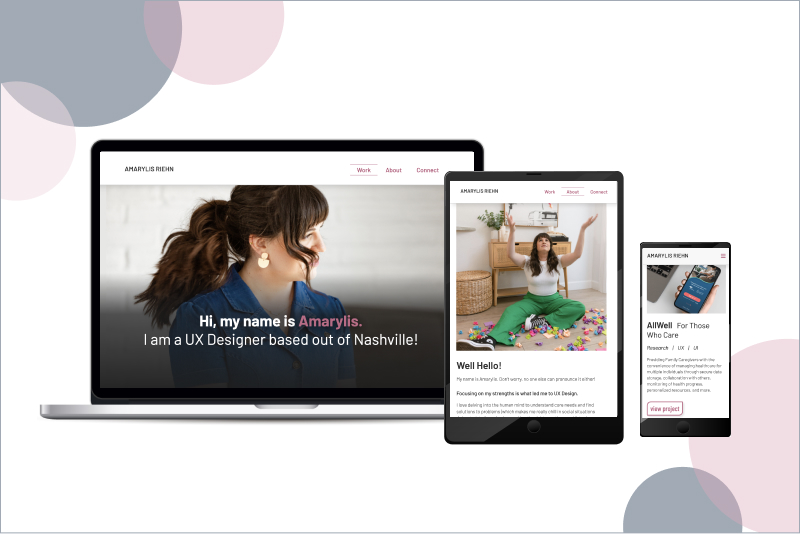 AMARYLIS RIEHN
Work About Connect
Hi, my name is Amarylis.
I am a UX Designer based out of Nashville!
AMARYLIS RIEHN
Work About Connect
Well Hello!
My name is Amarylis. Don't worry, no one else can pronounce it either!
Focusing on my strengths is what led me to UX Design.
I love delving into the human mind to understand core needs and find
solutions to problems (which makes me really chill in social situations
AMARYLIS RIEHN
AllWell For Those
Who Care
Research / UX / UI
Providing Family Caregivers with the
convenience of managing healthcare for
multiple individuals through secure data
storage, collaboration with others,
monitoring of health progress,
personalized resources, and more.
view project